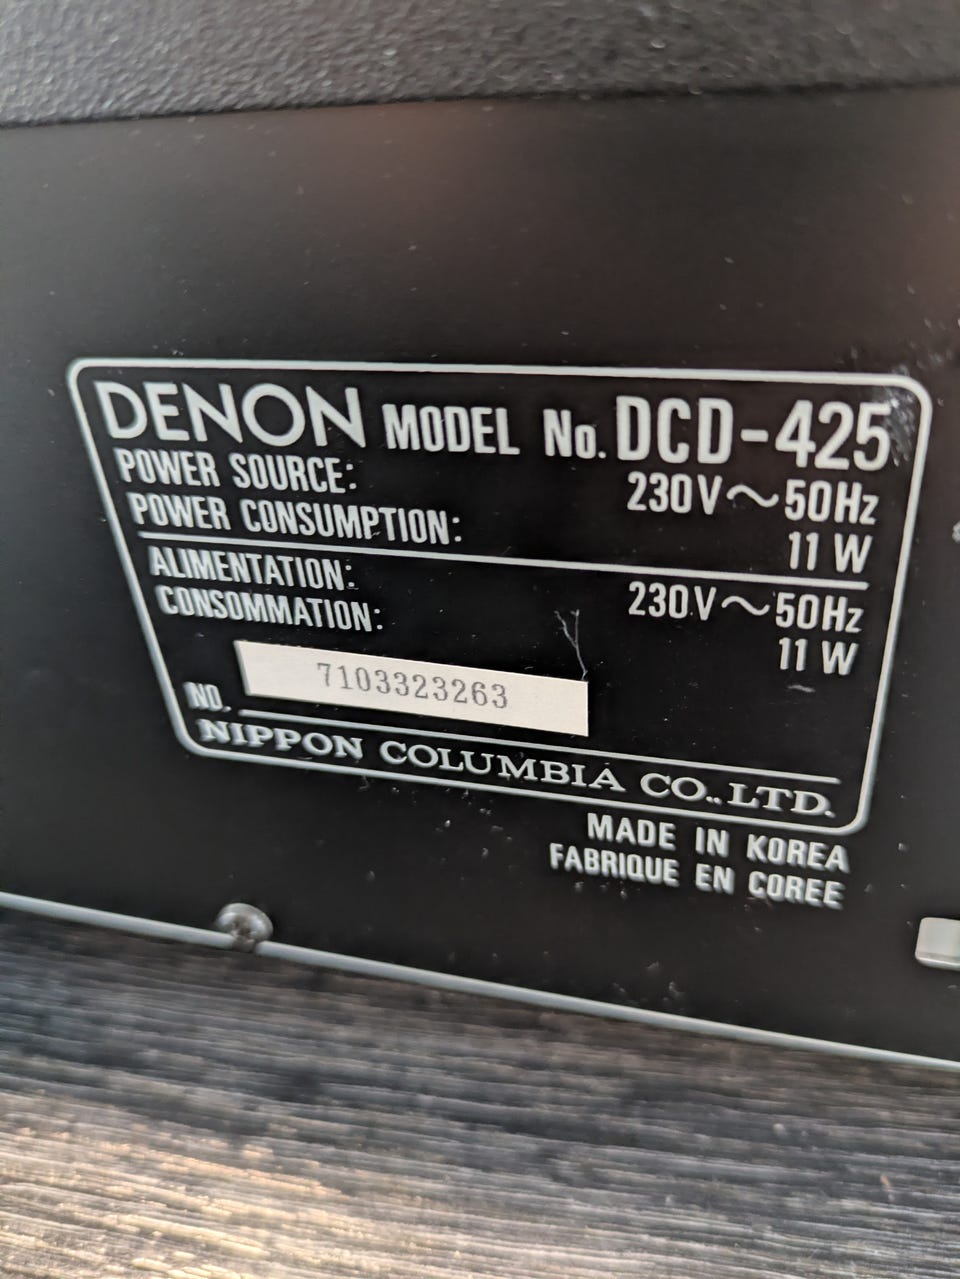 DENON MODEL No. DCD-425
POWER SOURCE: 230V～50Hz
POWER CONSUMPTION: 11 W
ALIMENTATION: 230V～50Hz
CONSOMMATION: 11 W
NO. 7103323263
NIPPON COLUMBIA CO.,LTD.
MADE IN KOREA
FABRIQUE EN COREE